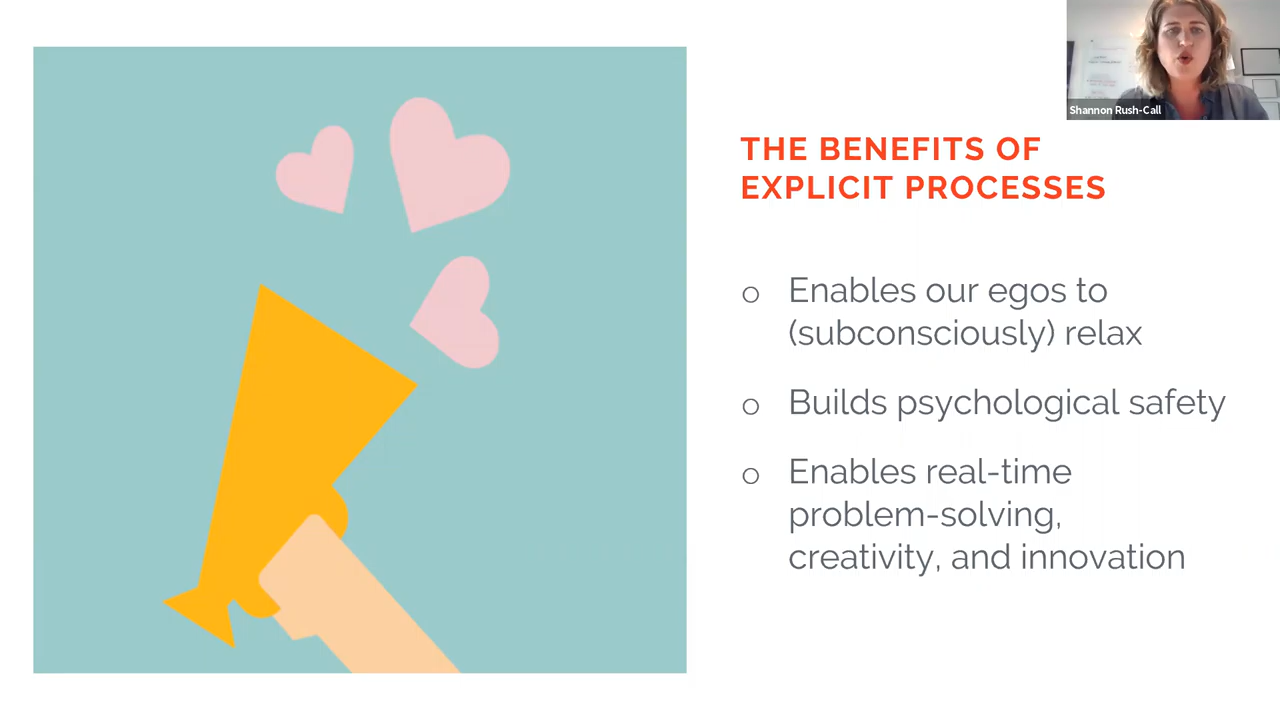 Shannon Rush-Call
THE BENEFITS OF
EXPLICIT PROCESSES
o Enables our egos to
(subconsciously) relax
o Builds psychological safety
o Enables real-time
problem-solving,
creativity, and innovation